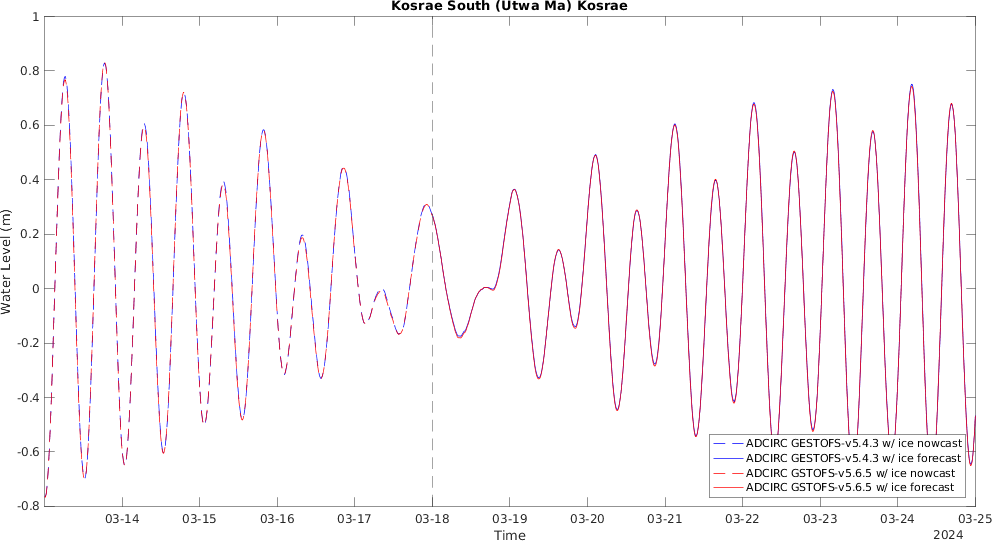 Kosrae South (Utwa Ma) Kosrae
1
0.8
0.6
0.4
0.2
0
-0.2
-0.4
-0.6
-0.8
Water Level (m)
ADCIRC GESTOFS-v5.4.3 w/ ice nowcast
ADCIRC GESTOFS-v5.4.3 w/ ice forecast
ADCIRC GSTOFS-v5.6.5 w/ ice nowcast
ADCIRC GSTOFS-v5.6.5 w/ ice forecast
03-14 03-15 03-16 03-17 03-18 03-19 03-20 03-21 03-22 03-23 03-24 03-25
Time
2024